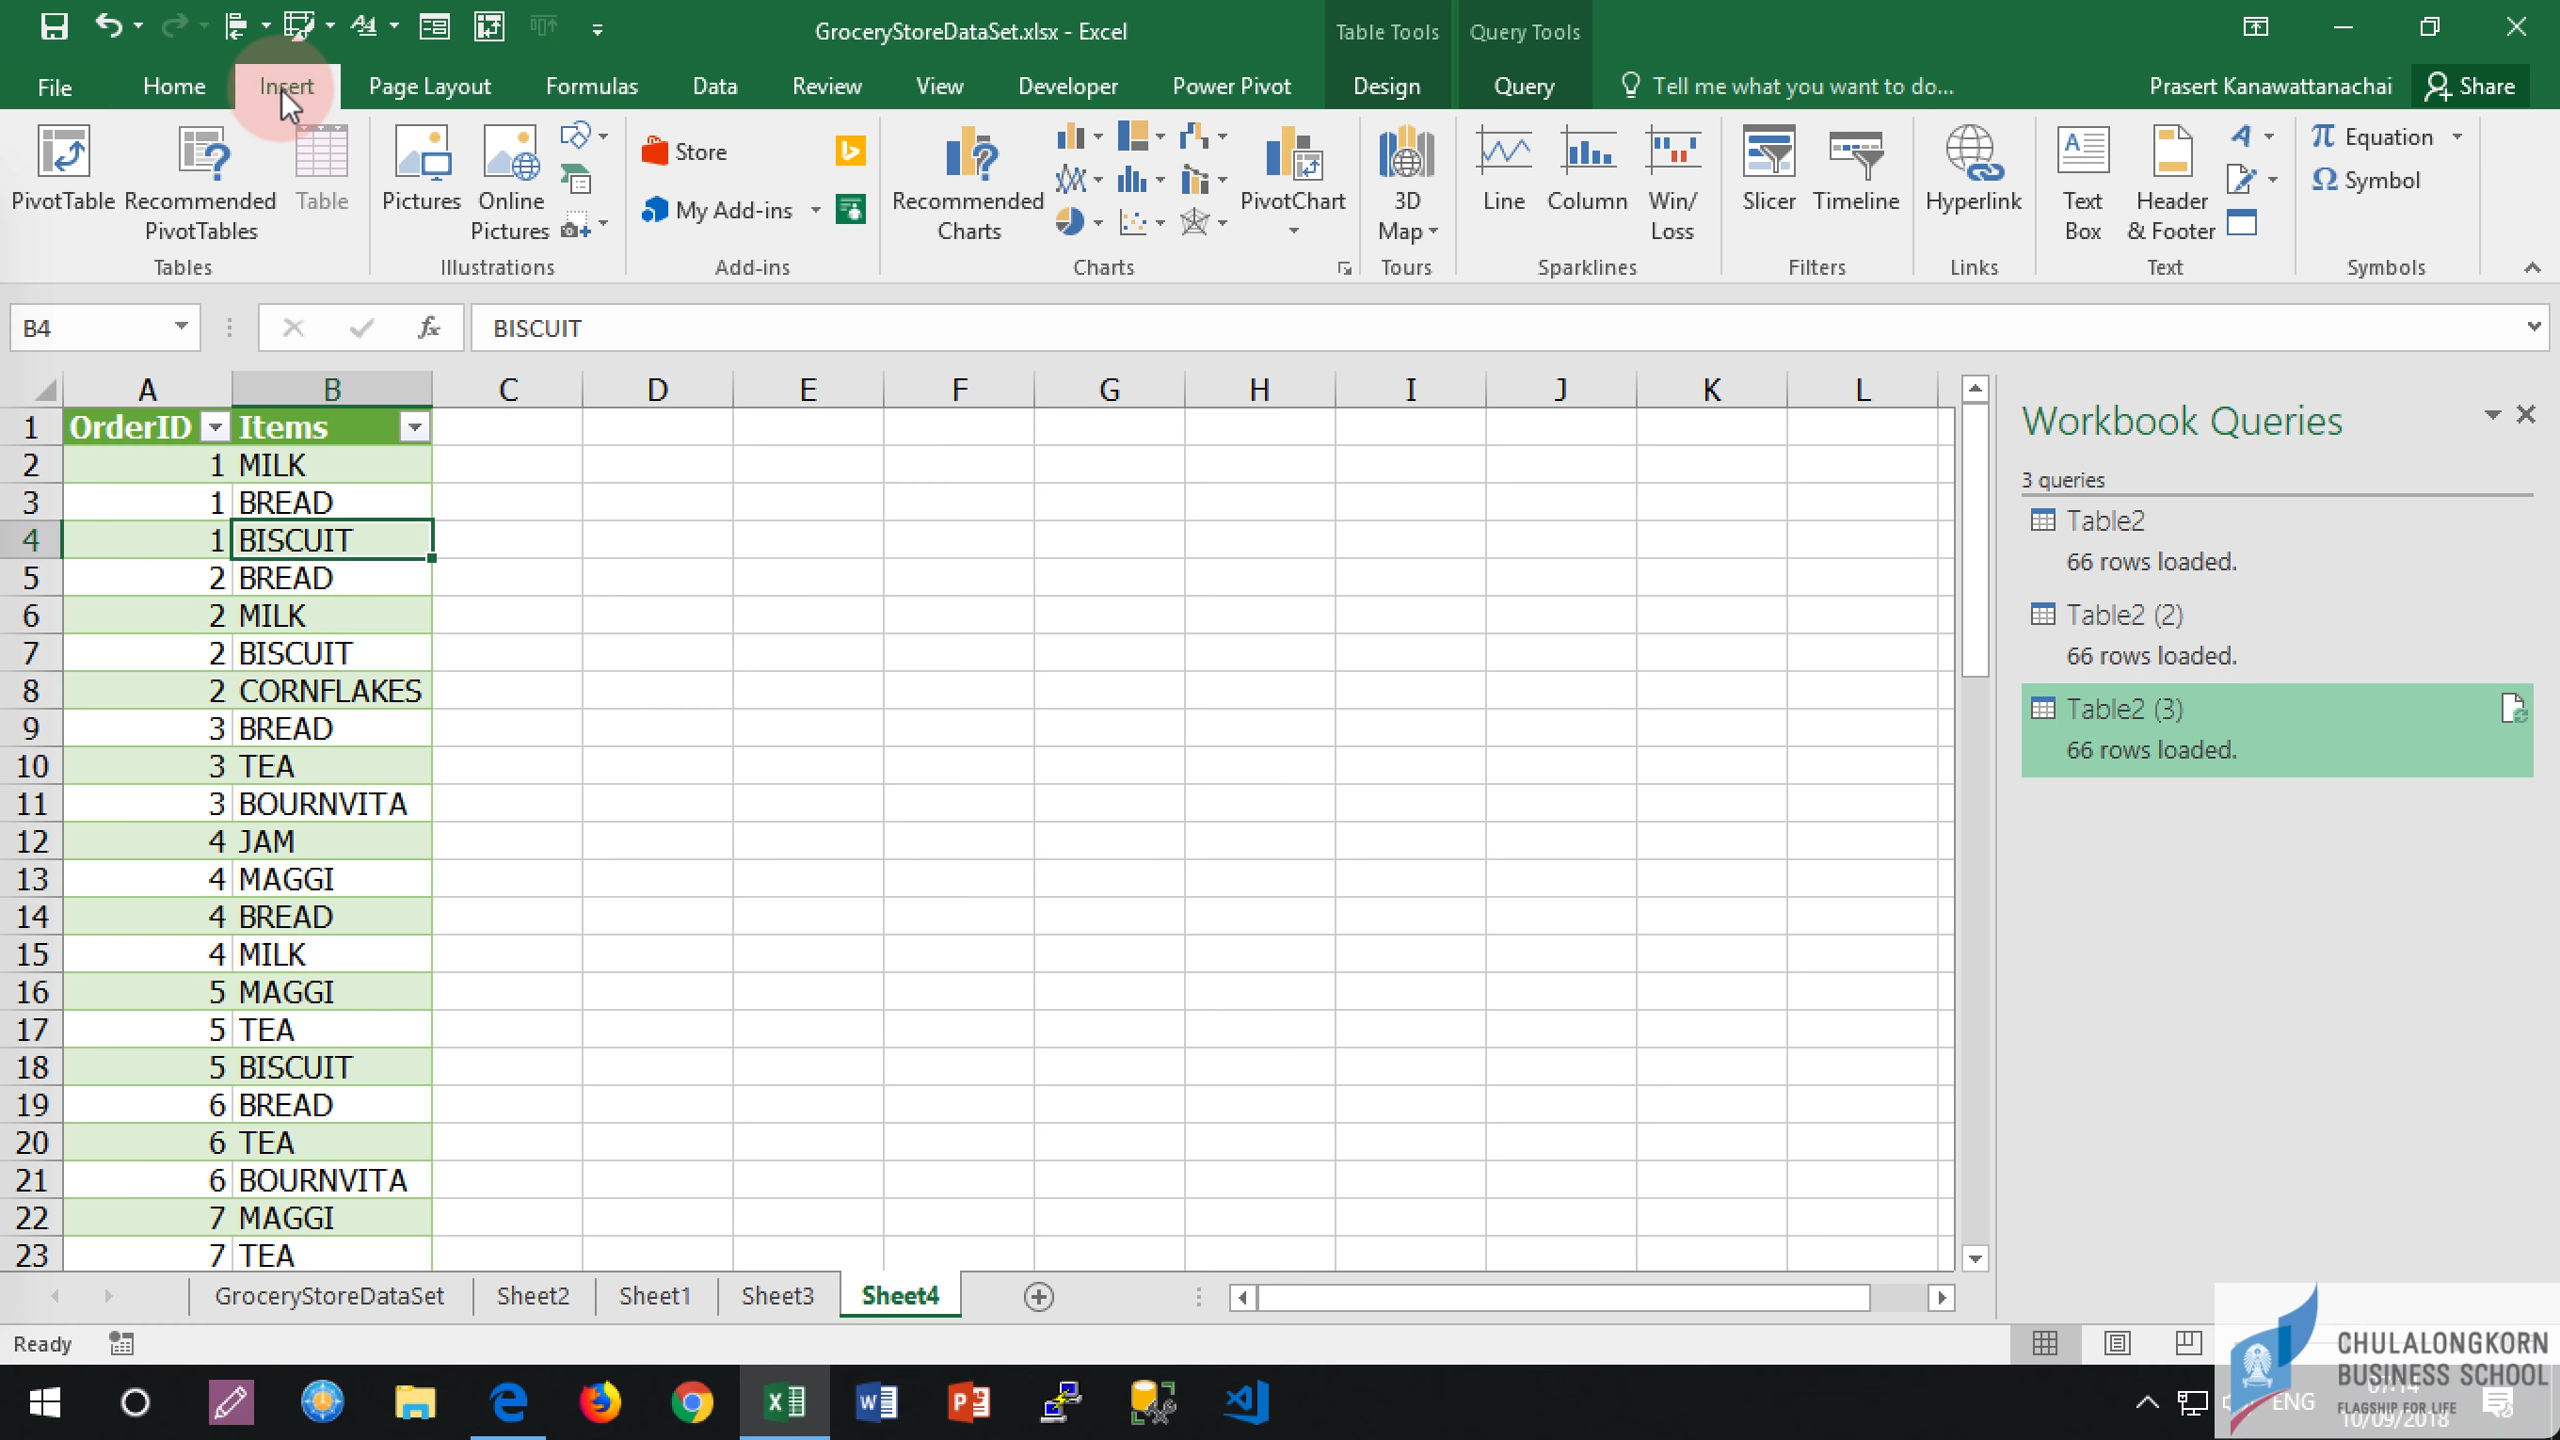 GroceryStoreDataSet.xlsx - Excel
Table Tools
Query Tools
File
Home
Insert
Page Layout
Formulas
Data
Review
View
Developer
Power Pivot
Design
Query
Tell me what you want to do...
Prasert Kanawattanachai
Share
PivotTable
Recommended
PivotTables
Table
Pictures
Online
Pictures
Store
My Add-ins
Recommended
Charts
PivotChart
3D
Map
Line
Column
Win/
Loss
Slicer
Timeline
Hyperlink
Text
Box
Header
& Footer
π Equation
Ω Symbol
Tables
Illustrations
Add-ins
Charts
Tours
Sparklines
Filters
Links
Text
Symbols
B4
fx
BISCUIT
A B C D E F G H I J K L
1 OrderID Items
2 1 MILK
3 1 BREAD
4 1 BISCUIT
5 2 BREAD
6 2 MILK
7 2 BISCUIT
8 2 CORNFLAKES
9 3 BREAD
10 3 TEA
11 3 BOURNVITA
12 4 JAM
13 4 MAGGI
14 4 BREAD
15 4 MILK
16 5 MAGGI
17 5 TEA
18 5 BISCUIT
19 6 BREAD
20 6 TEA
21 6 BOURNVITA
22 7 MAGGI
23 7 TEA
Workbook Queries
3 queries
Table2
66 rows loaded.
Table2 (2)
66 rows loaded.
Table2 (3)
66 rows loaded.
GroceryStoreDataSet
Sheet2
Sheet1
Sheet3
Sheet4
Ready
CHULALONGKORN
BUSINESS SCHOOL
FLAGSHIP FOR LIFE
ENG
07:14
10/09/2018